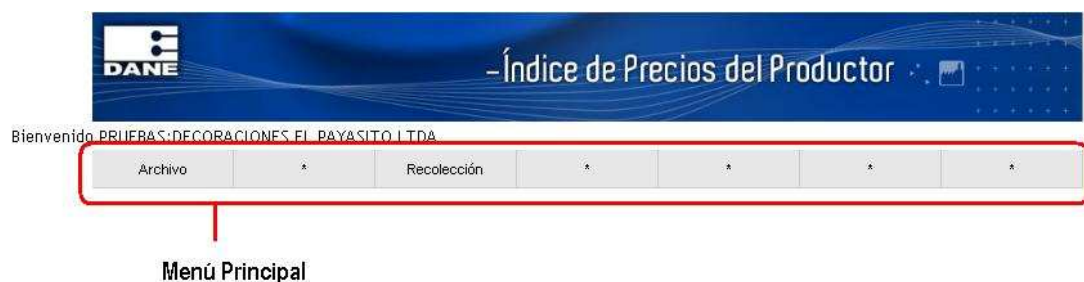 DANE
-Índice de Precios del Productor
Bienvenido PRUEBAS:DECORACIONES EL PAYASITO LTDA
Archivo * Recolección * * * *
Menú Principal